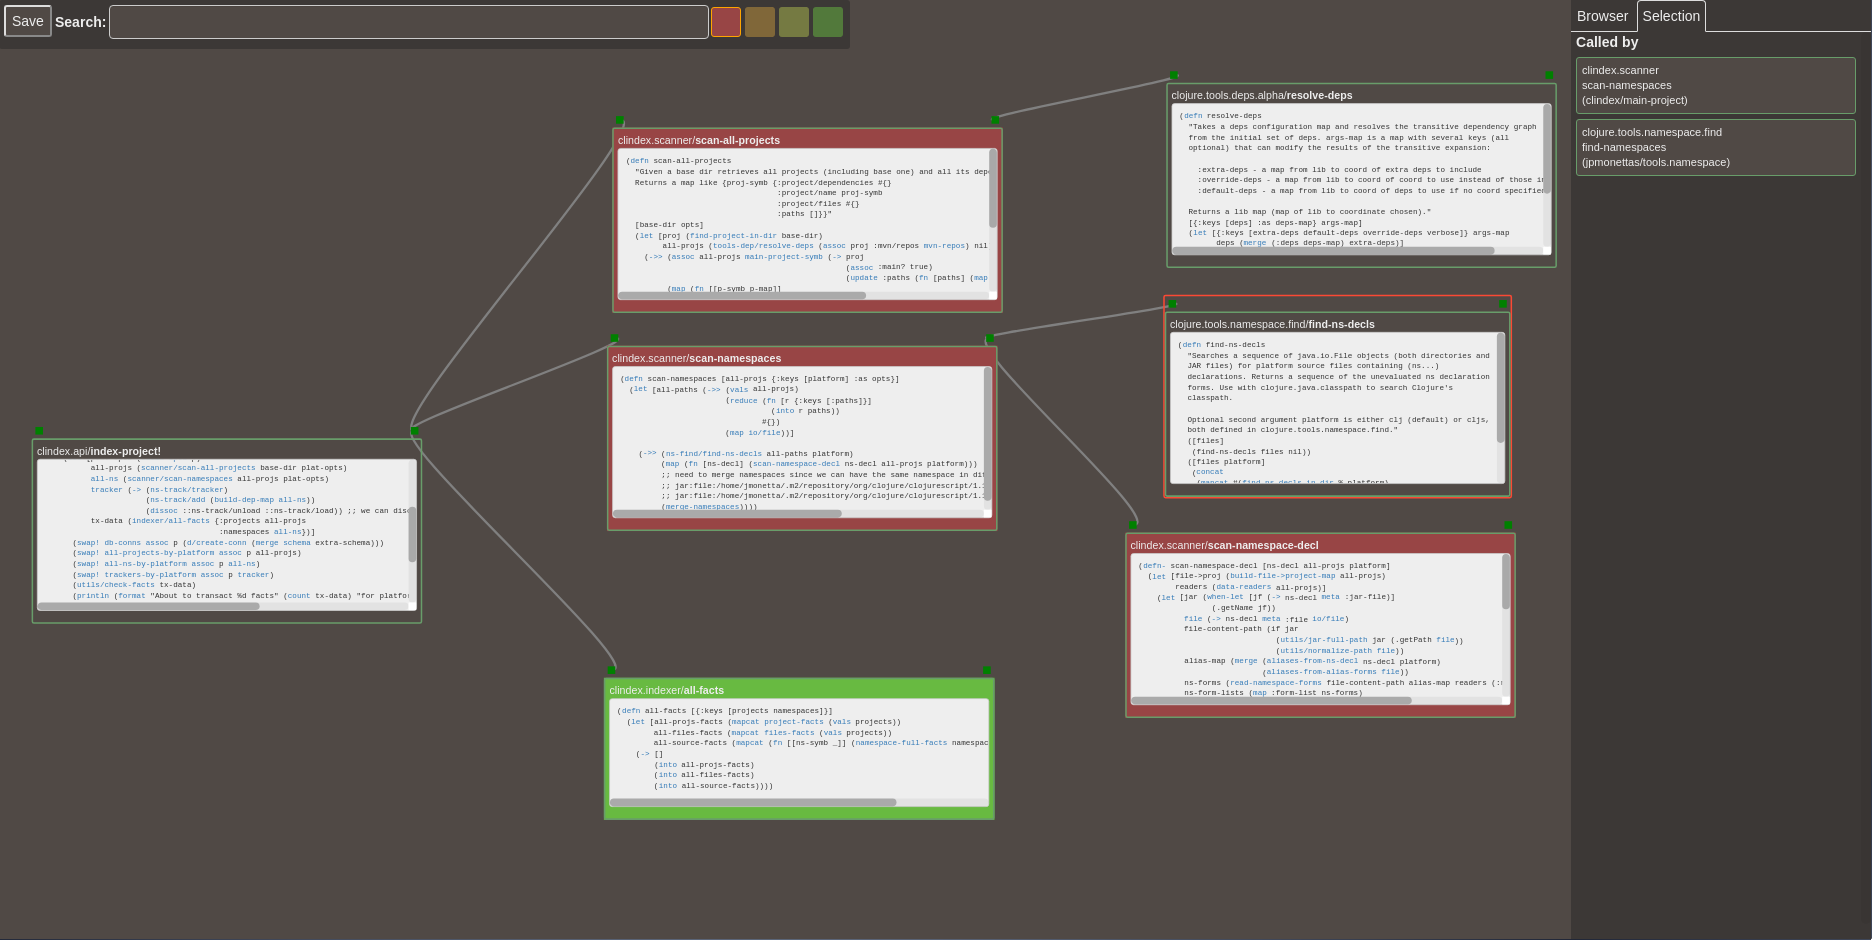 Save Search:
Browser Selection
Called by
clindex.scanner
scan-namespaces
(clindex/main-project)
clojure.tools.namespace.find
find-namespaces
(jpmonettas/tools.namespace)
clindex.api/index-project!
all-projs (scanner/scan-all-projects base-dir plat-opts)
all-ns (scanner/scan-namespaces all-projs plat-opts)
tracker (-> (ns-track/tracker)
(ns-track/add (build-dep-map all-ns))
(dissoc ::ns-track/unload ::ns-track/load)) ;; we can
tx-data (indexer/all-facts {:projects all-projs
:namespaces all-ns})]
(swap! db-conns assoc p (d/create-conn (merge schema extra-schema)))
(swap! all-projects-by-platform assoc p all-projs)
(swap! all-ns-by-platform assoc p all-ns)
(swap! trackers-by-platform assoc p tracker)
(utils/check-facts tx-data)
(println (format "About to transact %d facts" (count tx-data) "for
clindex.scanner/scan-all-projects
(defn scan-all-projects
"Given a base dir retrieves all projects (including base one) and all its
Returns a map like {proj-symb {:project/dependencies #{}
:project/name proj-symb
:project/files #{}
:paths []}}"
[base-dir opts]
(let [proj (find-project-in-dir base-dir)
all-projs (tools-dep/resolve-deps (assoc proj :mvn/repos mvn-repos) nil
(->> (assoc all-projs main-project-symb (-> proj
(assoc :main? true)
(update :paths (fn [paths] (map
(map (fn [[p-symb p-map]]
clindex.scanner/scan-namespaces
(defn scan-namespaces [all-projs {:keys [platform] :as opts}]
(let [all-paths (->> (vals all-projs)
(reduce (fn [r {:keys [:paths]}]
(into r paths))
#{})
(map io/file))]
(->> (ns-find/find-ns-decls all-paths platform)
(map (fn [ns-decl] (scan-namespace-decl ns-decl all-projs platform)))
;; need to merge namespaces since we can have the same namespace in
;; jar:file:/home/jmonetta/.m2/repository/org/clojure/clojurescript/1.
;; jar:file:/home/jmonetta/.m2/repository/org/clojure/clojurescript/1.
(merge-namespaces))))
clindex.indexer/all-facts
(defn all-facts [{:keys [projects namespaces]}]
(let [all-projs-facts (mapcat project-facts (vals projects))
all-files-facts (mapcat files-facts (vals projects))
all-source-facts (mapcat (fn [[ns-symb _]] (namespace-full-facts
(-> []
(into all-projs-facts)
(into all-files-facts)
(into all-source-facts))))
clojure.tools.deps.alpha/resolve-deps
(defn resolve-deps
"Takes a deps configuration map and resolves the transitive dependency graph
from the initial set of deps. args-map is a map with several keys (all
optional) that can modify the results of the transitive expansion:
:extra-deps - a map from lib to coord of extra deps to include
:override-deps - a map from lib to coord of coord to use instead of those
:default-deps - a map from lib to coord of deps to use if no coord
Returns a lib map (map of lib to coordinate chosen)."
[{:keys [deps] :as deps-map} args-map]
(let [{:keys [extra-deps default-deps override-deps verbose]} args-map
deps (merge (:deps deps-map) extra-deps)]
clojure.tools.namespace.find/find-ns-decls
(defn find-ns-decls
"Searches a sequence of java.io.File objects (both directories and
JAR files) for platform source files containing (ns...)
declarations. Returns a sequence of the unevaluated ns declaration
forms. Use with clojure.java.classpath to search Clojure's
classpath.
Optional second argument platform is either clj (default) or cljs,
both defined in clojure.tools.namespace.find."
([files]
(find-ns-decls files nil))
([files platform]
(concat
(mapcat #(find-ns-decls-in-dir % platform)
clindex.scanner/scan-namespace-decl
(defn- scan-namespace-decl [ns-decl all-projs platform]
(let [file->proj (build-file->project-map all-projs)
readers (data-readers all-projs)]
(let [jar (when-let [jf (-> ns-decl meta :jar-file)]
(.getName jf))
file (-> ns-decl meta :file io/file)
file-content-path (if jar
(utils/jar-full-path jar (.getPath file))
(utils/normalize-path file))
alias-map (merge (aliases-from-ns-decl ns-decl platform)
(aliases-from-alias-forms file))
ns-forms (read-namespace-forms file-content-path alias-map readers
ns-form-lists (map :form-list ns-forms)